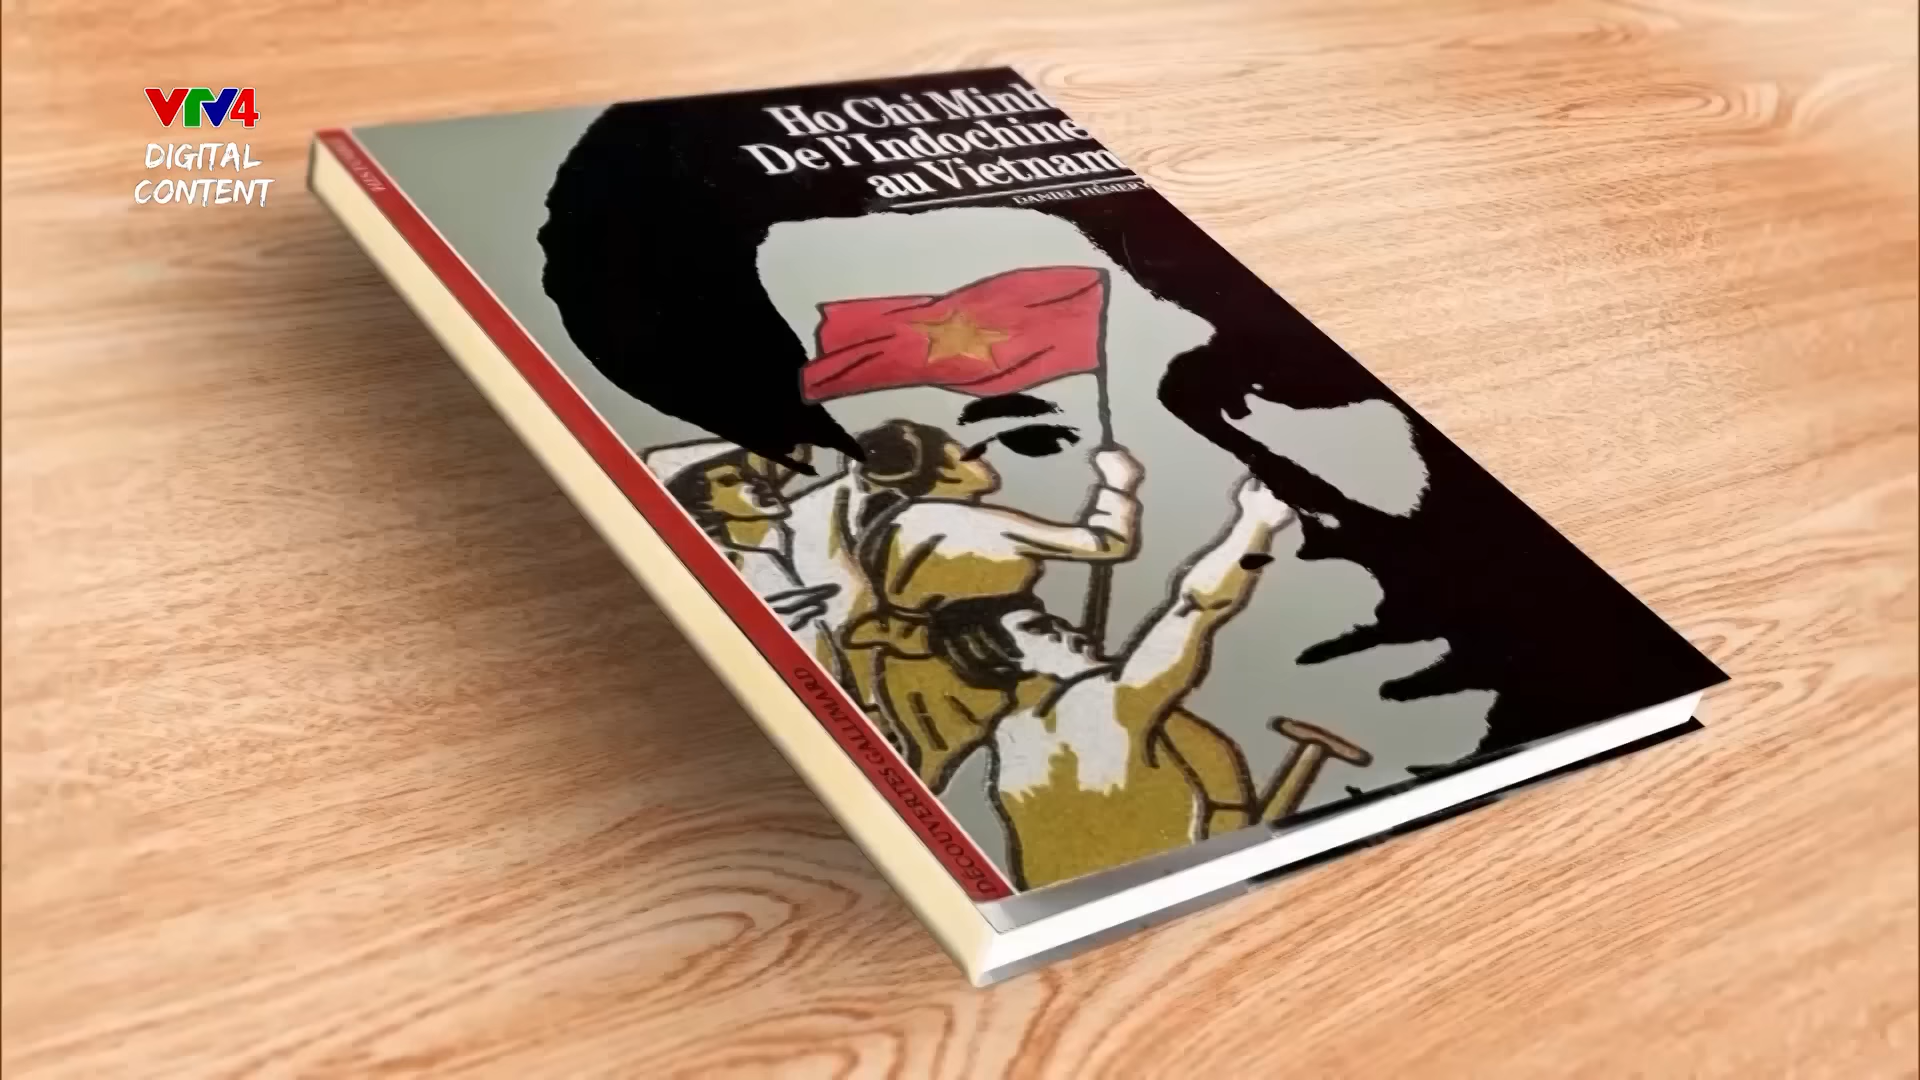 VTV4
DIGITAL
CONTENT
Ho Chi Minh
De l'Indochine
au Vietnam
DANIEL HÉMERY
DÉCOUVERTES GALLIMARD